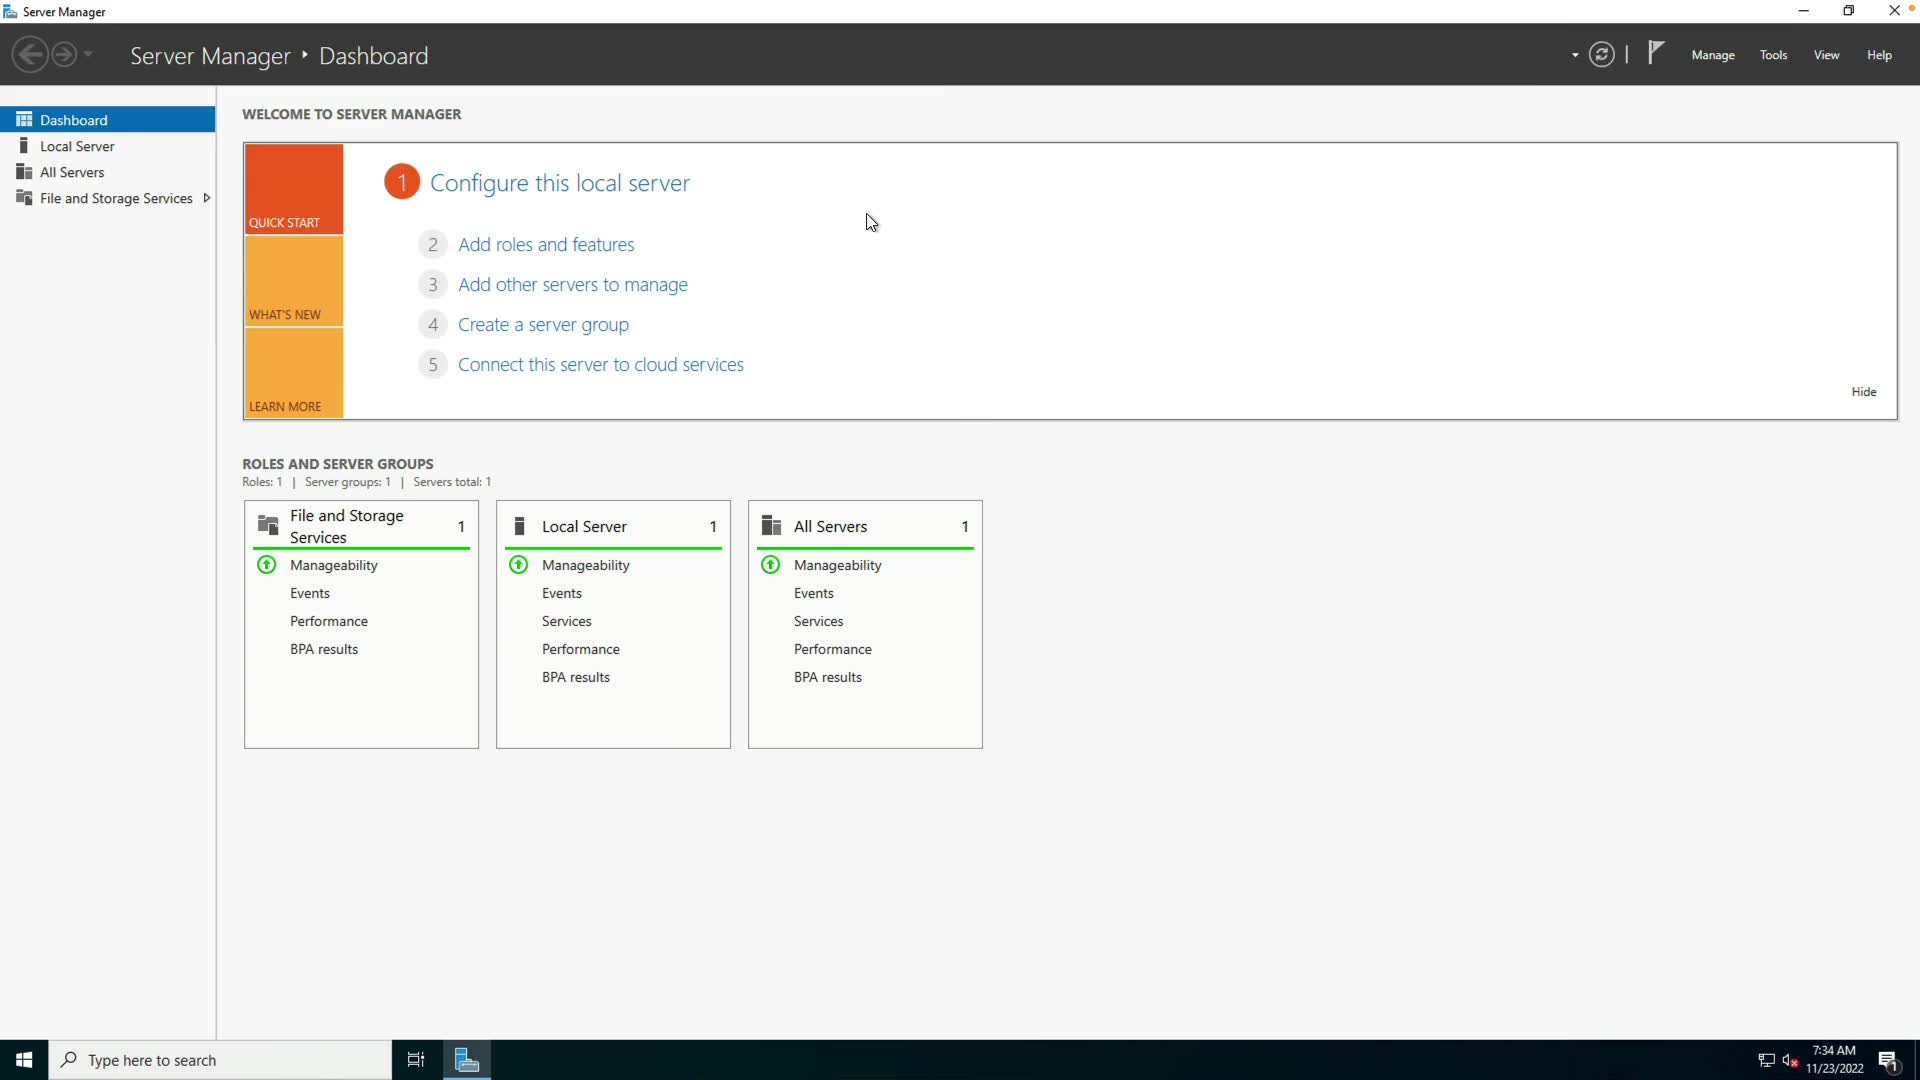 Server Manager
Server Manager ‣ Dashboard
Manage Tools View Help
Dashboard
Local Server
All Servers
File and Storage Services
WELCOME TO SERVER MANAGER
QUICK START
WHAT'S NEW
LEARN MORE
1 Configure this local server
2 Add roles and features
3 Add other servers to manage
4 Create a server group
5 Connect this server to cloud services
Hide
ROLES AND SERVER GROUPS
Roles: 1 | Server groups: 1 | Servers total: 1
File and Storage
Services 1
Manageability
Events
Performance
BPA results
Local Server 1
Manageability
Events
Services
Performance
BPA results
All Servers 1
Manageability
Events
Services
Performance
BPA results
Type here to search
7:34 AM
11/23/2022
1